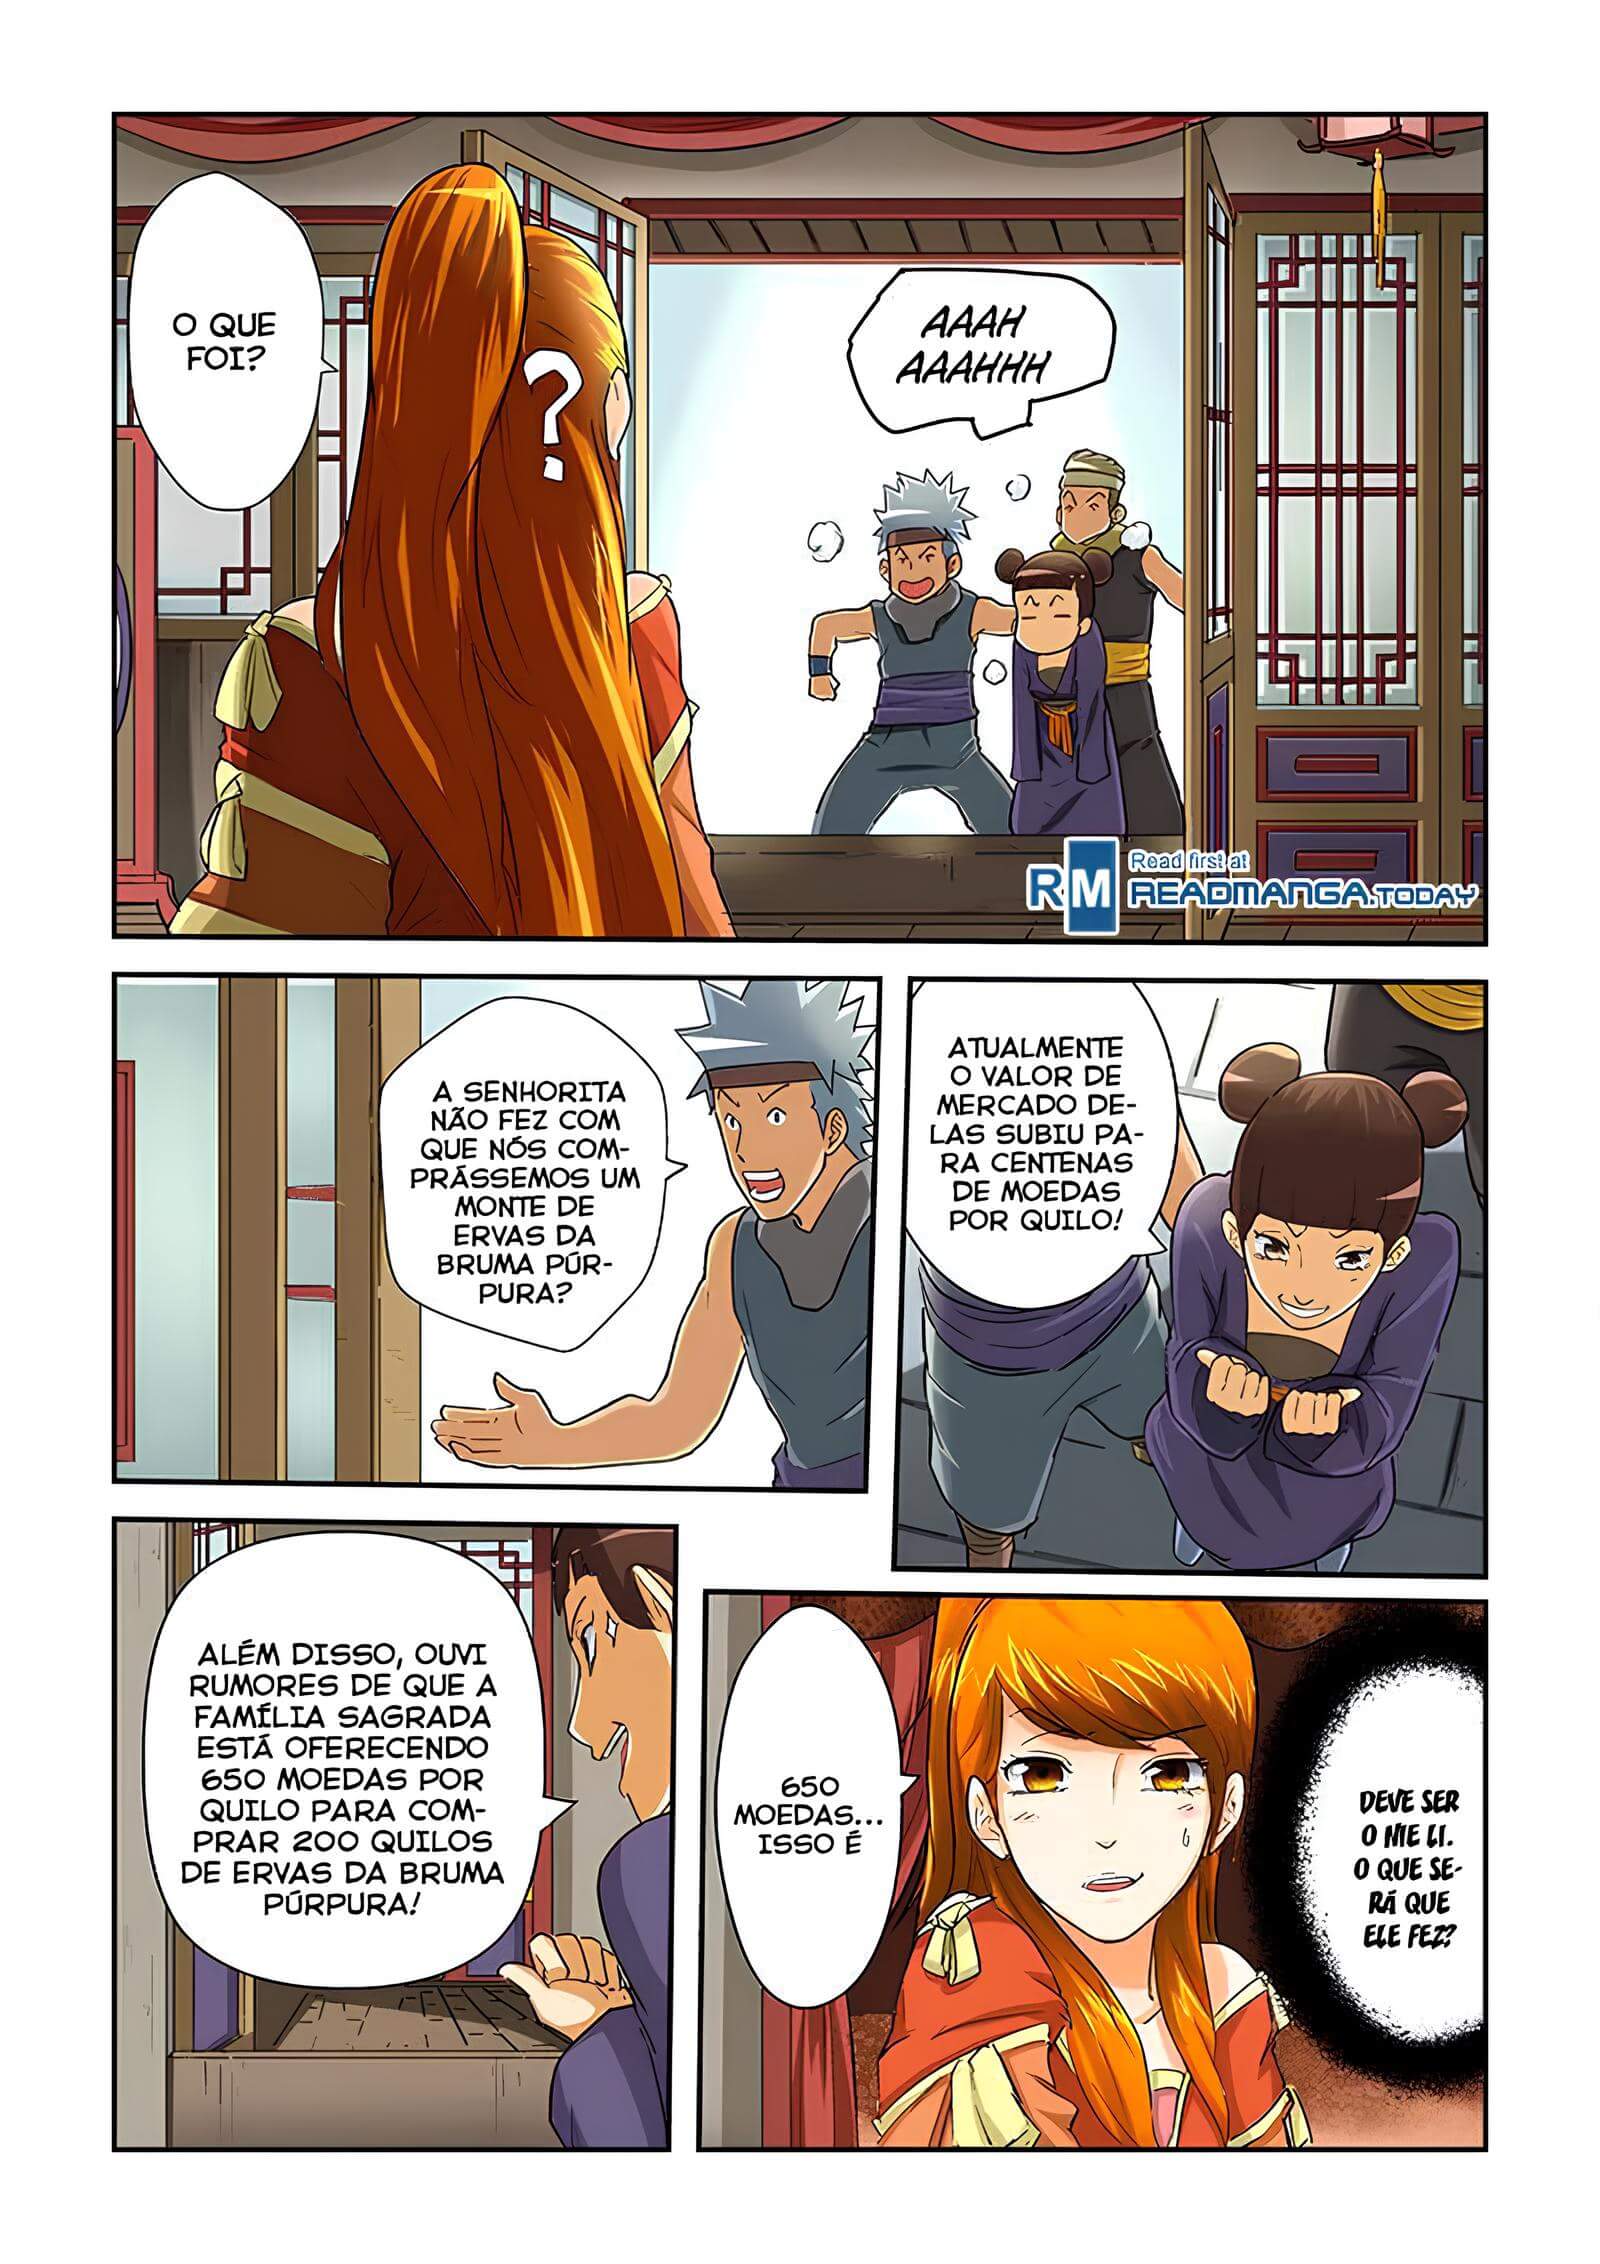 O QUE
FOI?
?
AAAH
AAAHHH
RM
Read first at
READMANGA.TODAY
A SENHORITA
NÃO FEZ COM
QUE NÓS COM-
PRÁSSEMOS UM
MONTE DE
ERVAS DA
BRUMA PÚR-
PURA?
ATUALMENTE
O VALOR DE
MERCADO DE-
LAS SUBIU PA-
RA CENTENAS
DE MOEDAS
POR QUILO!
ALÉM DISSO, OUVI
RUMORES DE QUE A
FAMÍLIA SAGRADA
ESTÁ OFERECENDO
650 MOEDAS POR
QUILO PARA COM-
PRAR 200 QUILOS
DE ERVAS DA BRUMA
PÚRPURA!
650
MOEDAS...
ISSO É
DEVE SER
O NIE LI.
O QUE SE-
RÁ QUE
ELE FEZ?